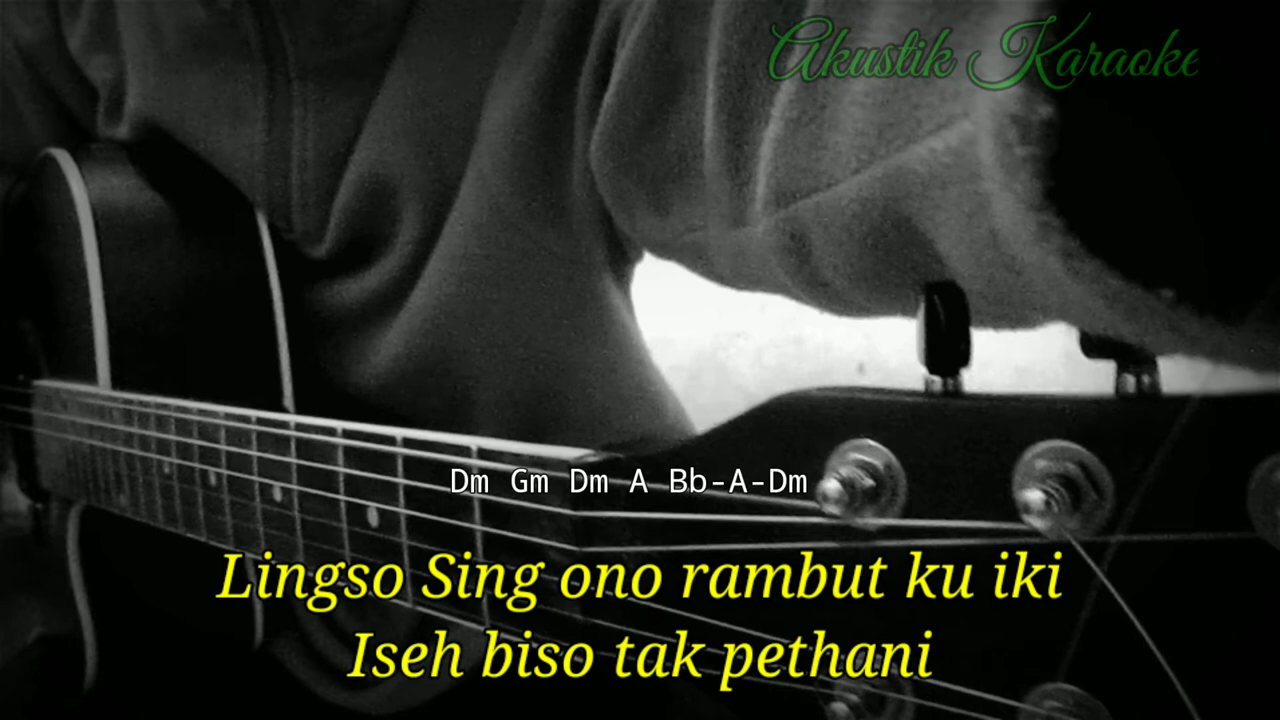 Akustik Karaoke
Dm Gm Dm A Bb-A-Dm
Lingso Sing ono rambut ku iki
Iseh biso tak pethani